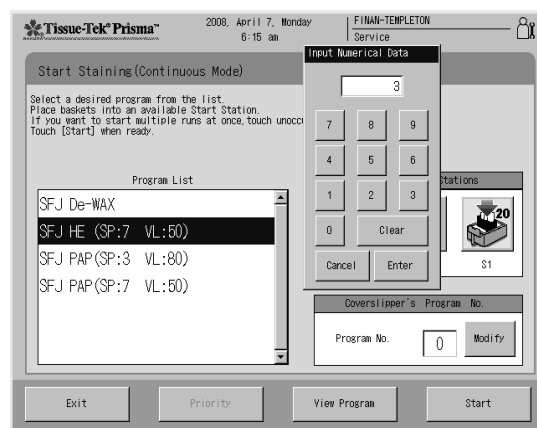 Tissue-Tek® Prisma™
2008, April 7, Monday
6:15 am
FINAN-TEMPLETON
Service
Start Staining(Continuous Mode)
Select a desired program from the list.
Place baskets into an available Start Station.
If you want to start multiple runs at once, touch unoccu
Touch [Start] when ready.
Program List
SFJ De-WAX
SFJ HE (SP:7 VL:50)
SFJ PAP(SP:3 VL:80)
SFJ PAP(SP:7 VL:50)
Input Numerical Data
3
7 8 9
4 5 6
1 2 3
0 Clear
Cancel Enter
Stations
20
S1
Coverslipper's Program No.
Program No. 0 Modify
Exit Priority View Program Start